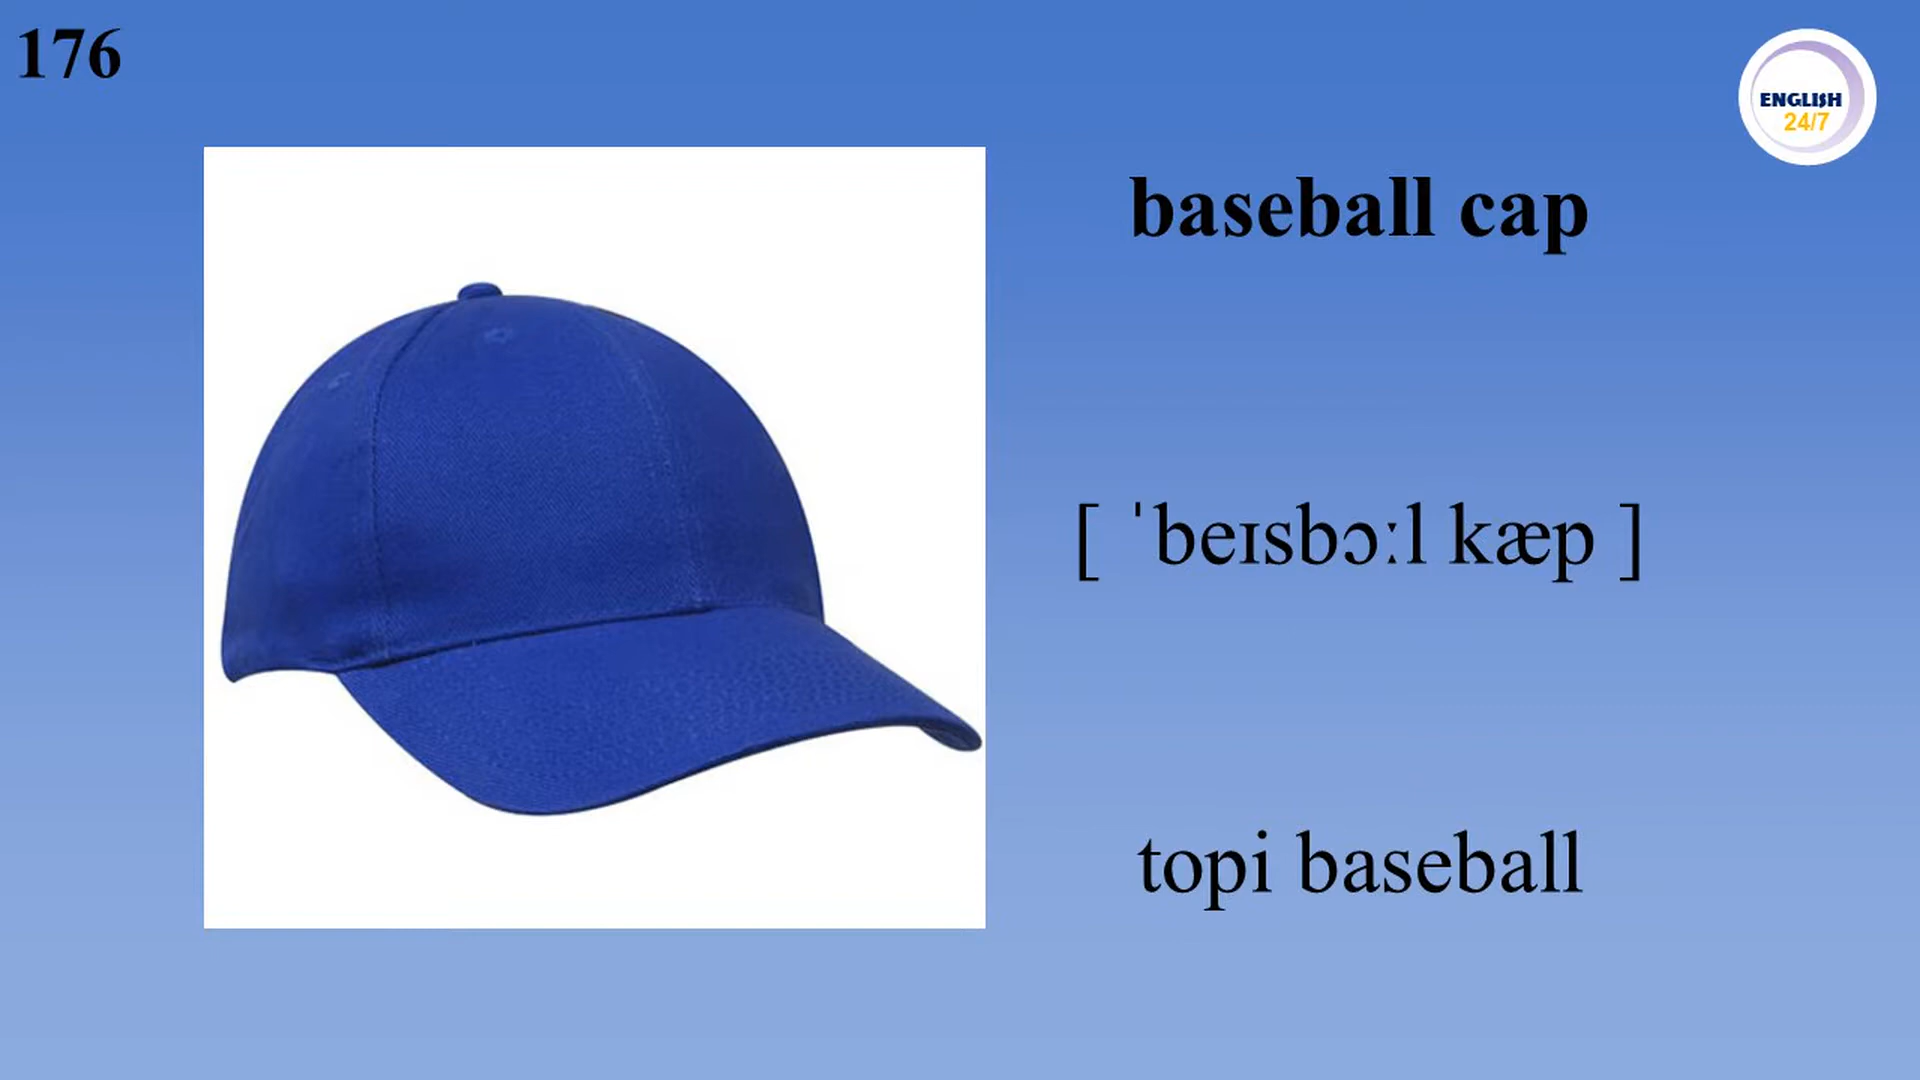 176
ENGLISH
24/7
baseball cap
[ ˈbeɪsbɔːl kæp ]
topi baseball